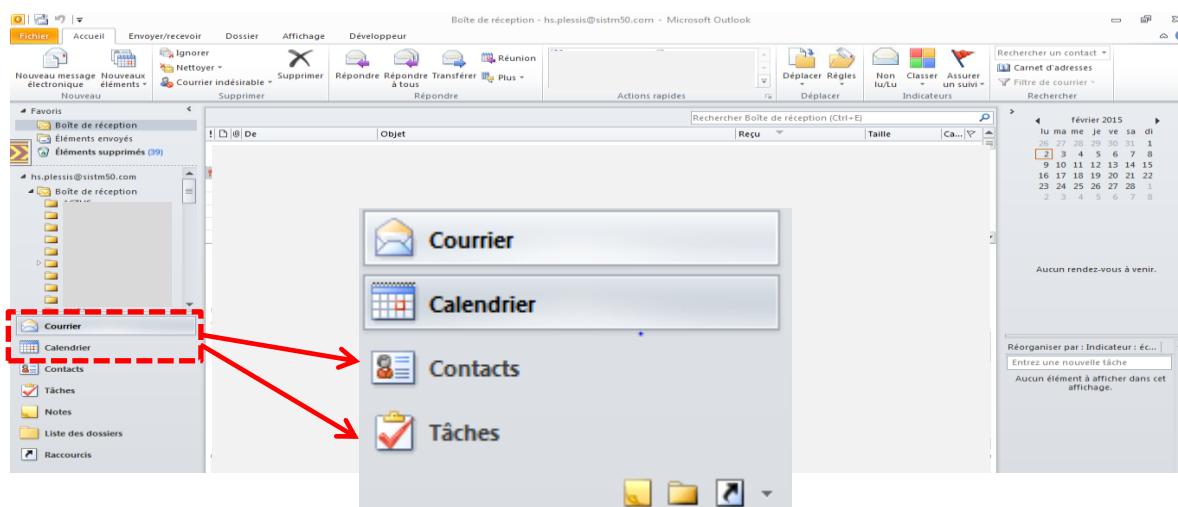 Boîte de réception - hs.plessis@sistm50.com - Microsoft Outlook
Fichier Accueil Envoyer/recevoir Dossier Affichage Développeur
Nouveau message électronique
Nouveaux éléments
Nouveau
Ignorer
Nettoyer
Courrier indésirable
Supprimer
Supprimer
Répondre
Répondre à tous
Transférer
Réunion
Plus
Répondre
Actions rapides
Déplacer
Règles
Déplacer
Non lu/Lu
Classer
Assurer un suivi
Indicateurs
Rechercher un contact
Carnet d'adresses
Filtre de courrier
Rechercher
Favoris
Boîte de réception
Éléments envoyés
Éléments supprimés (39)
hs.plessis@sistm50.com
Boîte de réception
Courrier
Calendrier
Contacts
Tâches
Notes
Liste des dossiers
Raccourcis
Rechercher Boîte de réception (Ctrl+E)
! De Objet Reçu Taille Ca...
Courrier
Calendrier
Contacts
Tâches
février 2015
lu ma me je ve sa di
26 27 28 29 30 31 1
2 3 4 5 6 7 8
9 10 11 12 13 14 15
16 17 18 19 20 21 22
23 24 25 26 27 28 1
2 3 4 5 6 7 8
Aucun rendez-vous à venir.
Réorganiser par : Indicateur : éc...
Entrez une nouvelle tâche
Aucun élément à afficher dans cet
affichage.